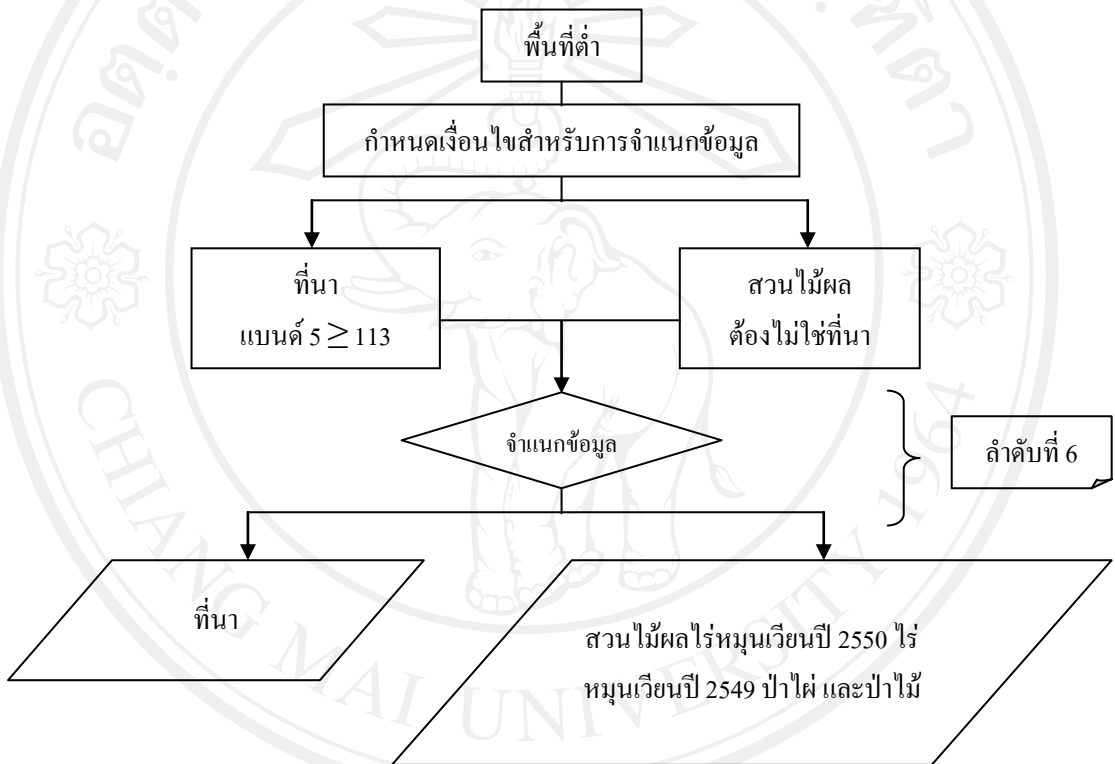 พื้นที่ต่ำ
กำหนดเงื่อนไขสำหรับการจำแนกข้อมูล
ที่นา
แบนด์ 5 ≥ 113
สวนไม้ผล
ต้องไม่ใช่ที่นา
จำแนกข้อมูล
ลำดับที่ 6
ที่นา
สวนไม้ผลไร่หมุนเวียนปี 2550 ไร่
หมุนเวียนปี 2549 ป่าไผ่ และป่าไม้
CHIANG MAI UNIVERSITY 1964